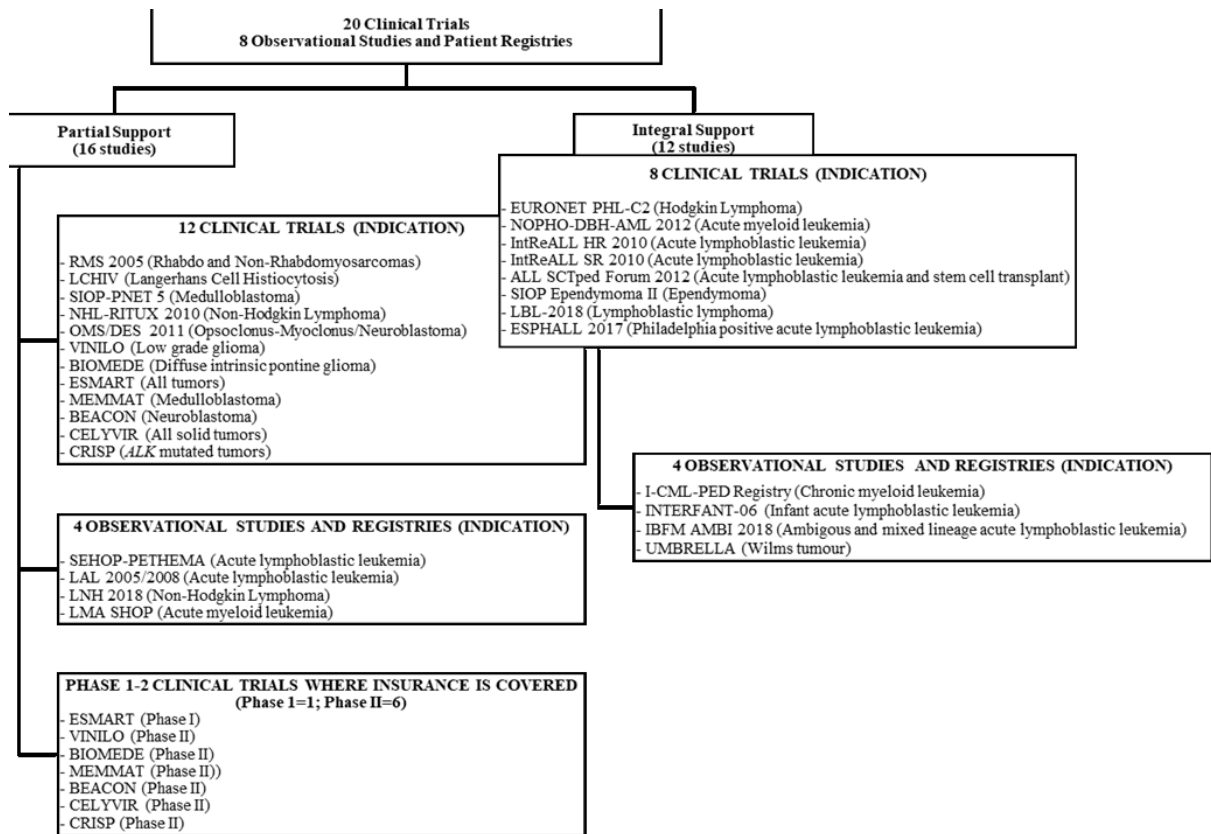 20 Clinical Trials
8 Observational Studies and Patient Registries
Partial Support
(16 studies)
Integral Support
(12 studies)
8 CLINICAL TRIALS (INDICATION)
- EURONET PHL-C2 (Hodgkin Lymphoma)
- NOPHO-DBH-AML 2012 (Acute myeloid leukemia)
- IntReALL HR 2010 (Acute lymphoblastic leukemia)
- IntReALL SR 2010 (Acute lymphoblastic leukemia)
- ALL SCTped Forum 2012 (Acute lymphoblastic leukemia and stem cell transplant)
- SIOP Ependymoma II (Ependymoma)
- LBL-2018 (Lymphoblastic lymphoma)
- ESPHALL 2017 (Philadelphia positive acute lymphoblastic leukemia)
12 CLINICAL TRIALS (INDICATION)
- RMS 2005 (Rhabdo and Non-Rhabdomyosarcomas)
- LCHIV (Langerhans Cell Histiocytosis)
- SIOP-PNET 5 (Medulloblastoma)
- NHL-RITUX 2010 (Non-Hodgkin Lymphoma)
- OMS/DES 2011 (Opsoclonus-Myoclonus/Neuroblastoma)
- VINILO (Low grade glioma)
- BIOMEDE (Diffuse intrinsic pontine glioma)
- ESMART (All tumors)
- MEMMAT (Medulloblastoma)
- BEACON (Neuroblastoma)
- CELYVIR (All solid tumors)
- CRISP (ALK mutated tumors)
4 OBSERVATIONAL STUDIES AND REGISTRIES (INDICATION)
- I-CML-PED Registry (Chronic myeloid leukemia)
- INTERFANT-06 (Infant acute lymphoblastic leukemia)
- IBFM AMBI 2018 (Ambigous and mixed lineage acute lymphoblastic leukemia)
- UMBRELLA (Wilms tumour)
4 OBSERVATIONAL STUDIES AND REGISTRIES (INDICATION)
- SEHOP-PETHEMA (Acute lymphoblastic leukemia)
- LAL 2005/2008 (Acute lymphoblastic leukemia)
- LNH 2018 (Non-Hodgkin Lymphoma)
- LMA SHOP (Acute myeloid leukemia)
PHASE 1-2 CLINICAL TRIALS WHERE INSURANCE IS COVERED
(Phase 1=1; Phase II=6)
- ESMART (Phase I)
- VINILO (Phase II)
- BIOMEDE (Phase II)
- MEMMAT (Phase II))
- BEACON (Phase II)
- CELYVIR (Phase II)
- CRISP (Phase II)